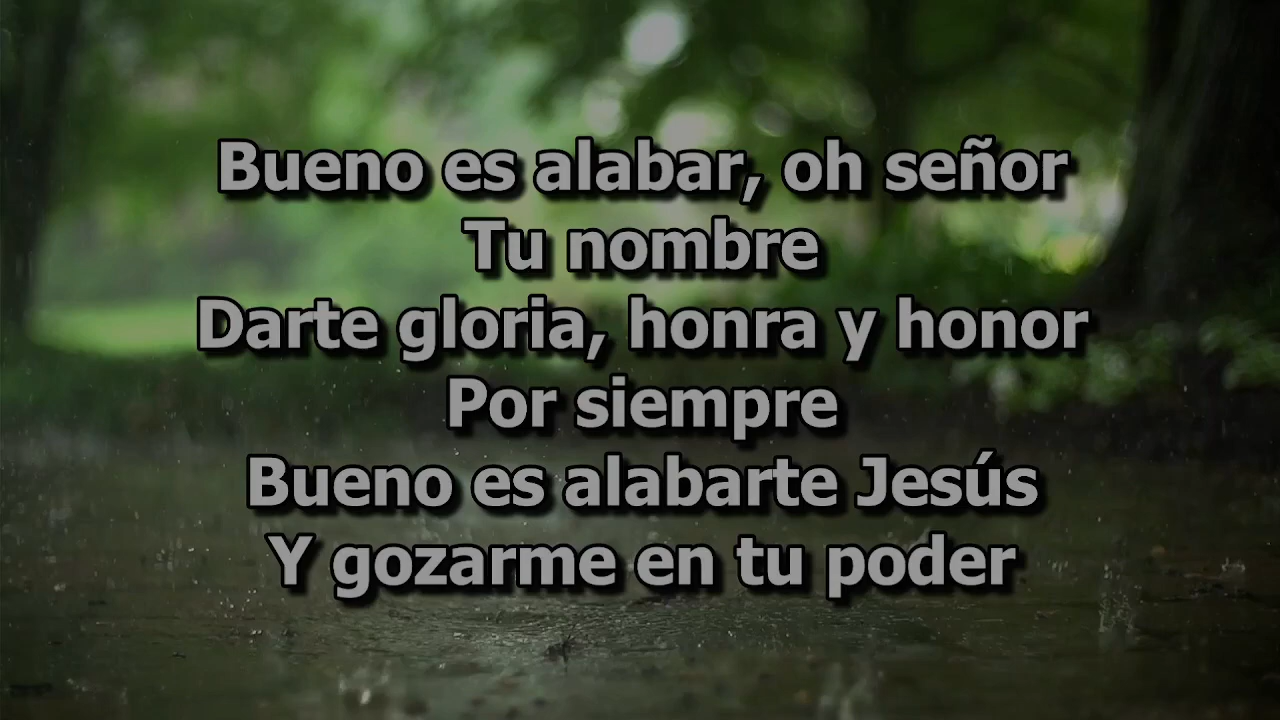 Bueno es alabar, oh señor
Tu nombre
Darte gloria, honra y honor
Por siempre
Bueno es alabarte Jesús
Y gozarme en tu poder